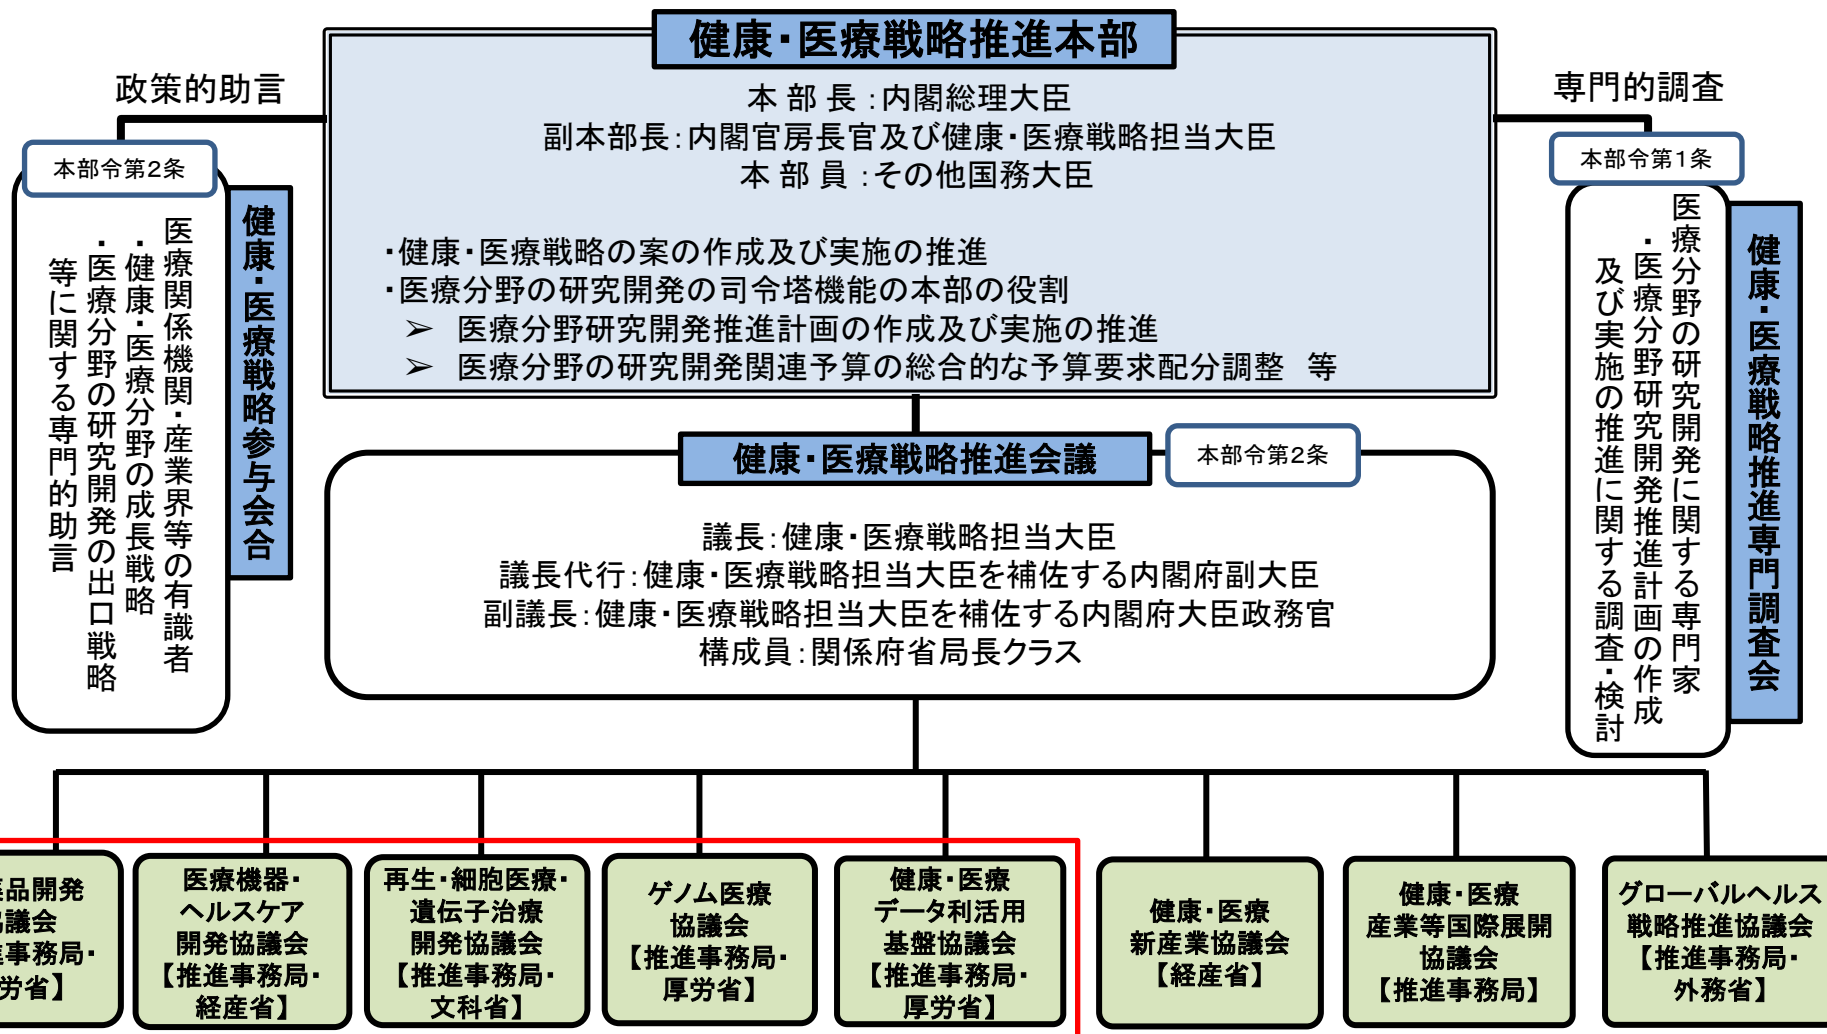 健康・医療戦略推進本部
本 部 長 ：内閣総理大臣
副本部長：内閣官房長官及び健康・医療戦略担当大臣
本 部 員 ：その他国務大臣
・健康・医療戦略の案の作成及び実施の推進
・医療分野の研究開発の司令塔機能の本部の役割
➢ 医療分野研究開発推進計画の作成及び実施の推進
➢ 医療分野の研究開発関連予算の総合的な予算要求配分調整　等
政策的助言
本部令第2条
健康・医療戦略参与会合
医療関係機関・産業界等の有識者
・健康・医療分野の成長戦略
・医療分野の研究開発の出口戦略
等に関する専門的助言
専門的調査
本部令第1条
健康・医療戦略推進専門調査会
医療分野の研究開発に関する専門家
・医療分野研究開発推進計画の作成
及び実施の推進に関する調査・検討
健康・医療戦略推進会議
本部令第2条
議長：健康・医療戦略担当大臣
議長代行：健康・医療戦略担当大臣を補佐する内閣府副大臣
副議長：健康・医療戦略担当大臣を補佐する内閣府大臣政務官
構成員：関係府省局長クラス
品開発
議会
事務局・
労省】
医療機器・
ヘルスケア
開発協議会
【推進事務局・
経産省】
再生・細胞医療・
遺伝子治療
開発協議会
【推進事務局・
文科省】
ゲノム医療
協議会
【推進事務局・
厚労省】
健康・医療
データ利活用
基盤協議会
【推進事務局・
厚労省】
健康・医療
新産業協議会
【経産省】
健康・医療
産業等国際展開
協議会
【推進事務局】
グローバルヘルス
戦略推進協議会
【推進事務局・
外務省】